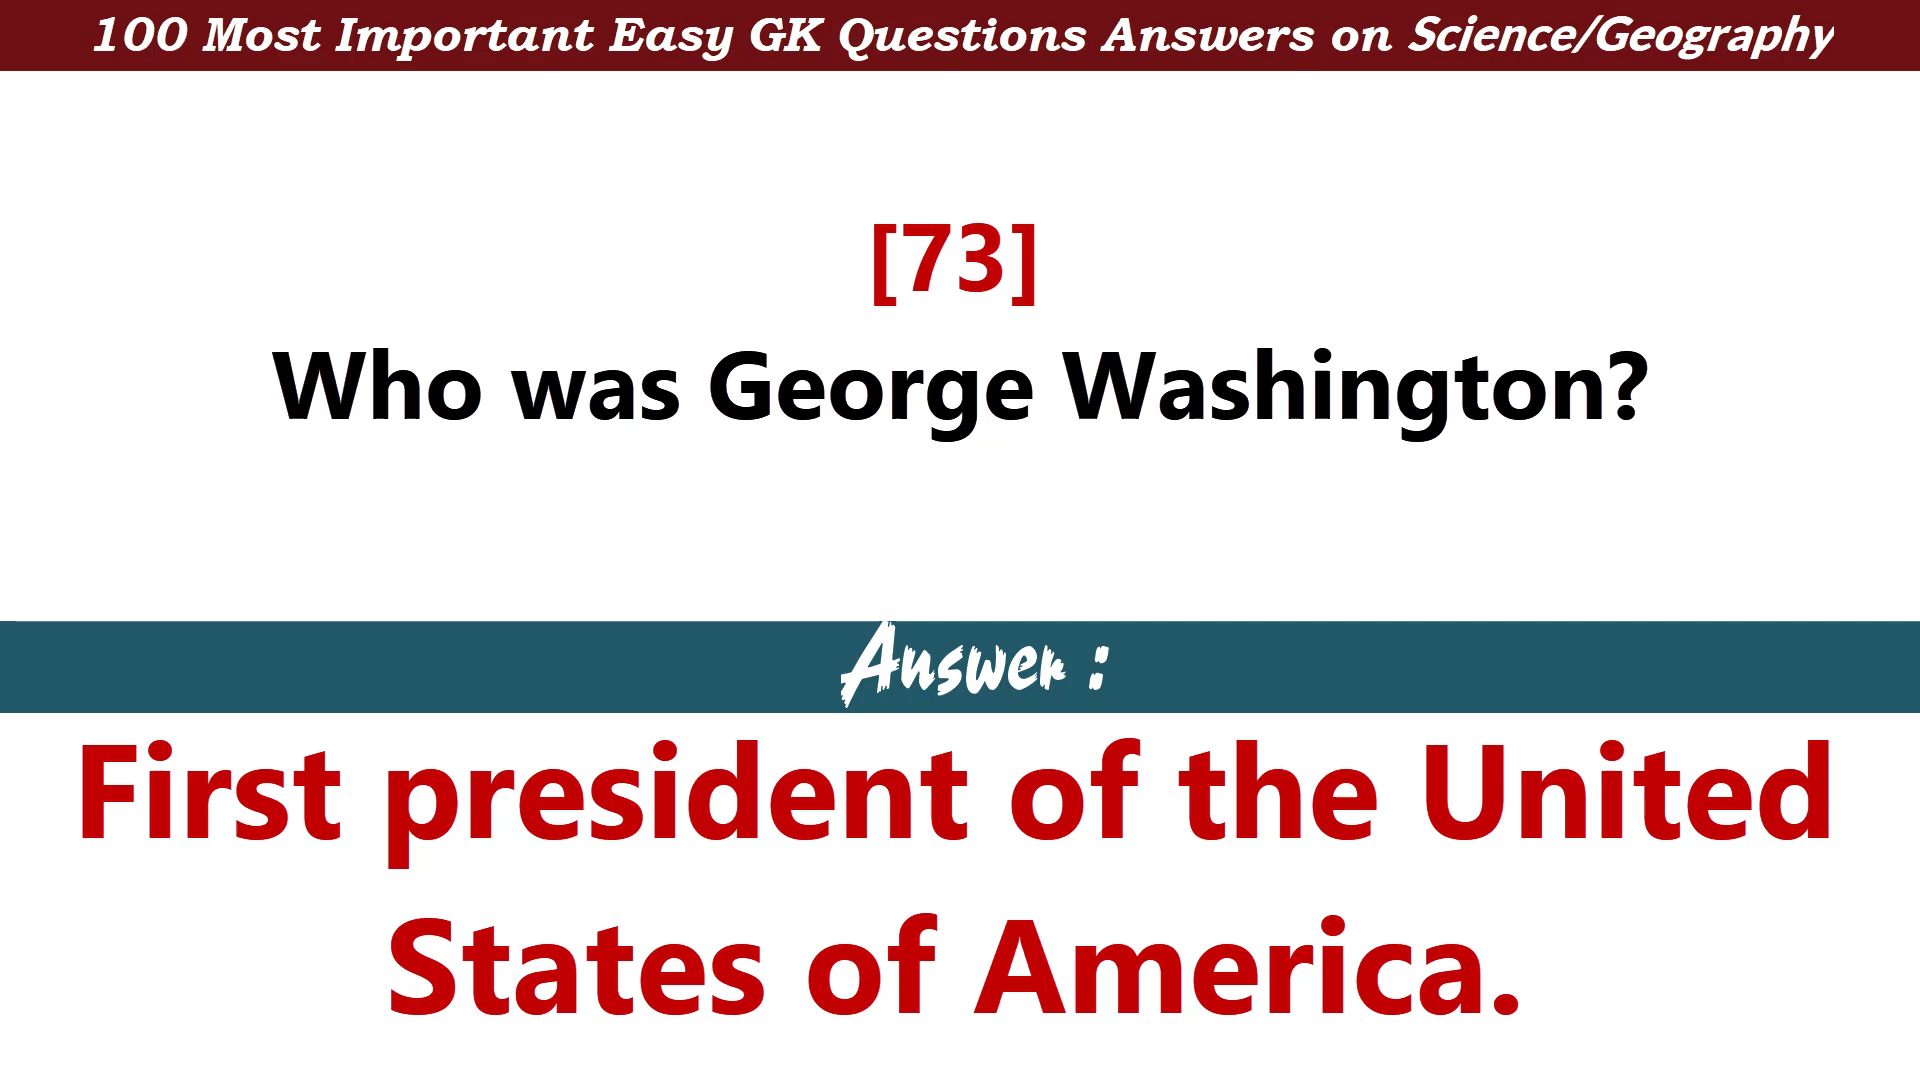 100 Most Important Easy GK Questions Answers on Science/Geography
[73]
Who was George Washington?
Answer :
First president of the United
States of America.